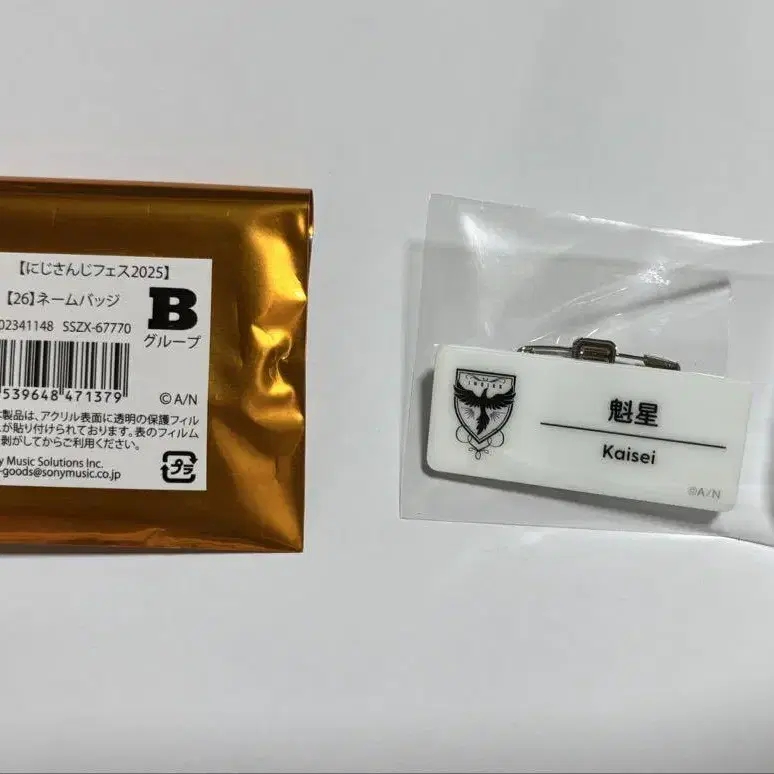 【にじさんじフェス2025】
【26】ネームバッジ
B
グループ
02341148 SSZX-67770
539648 471379
©A/N
製品は、アクリル表面に透明の保護フィル
が貼り付けられております。表のフィルム
剥がしてからご利用ください。
Music Solutions Inc.
-goods@sonymusic.co.jp
プラ
魁星
Kaisei
©A/N